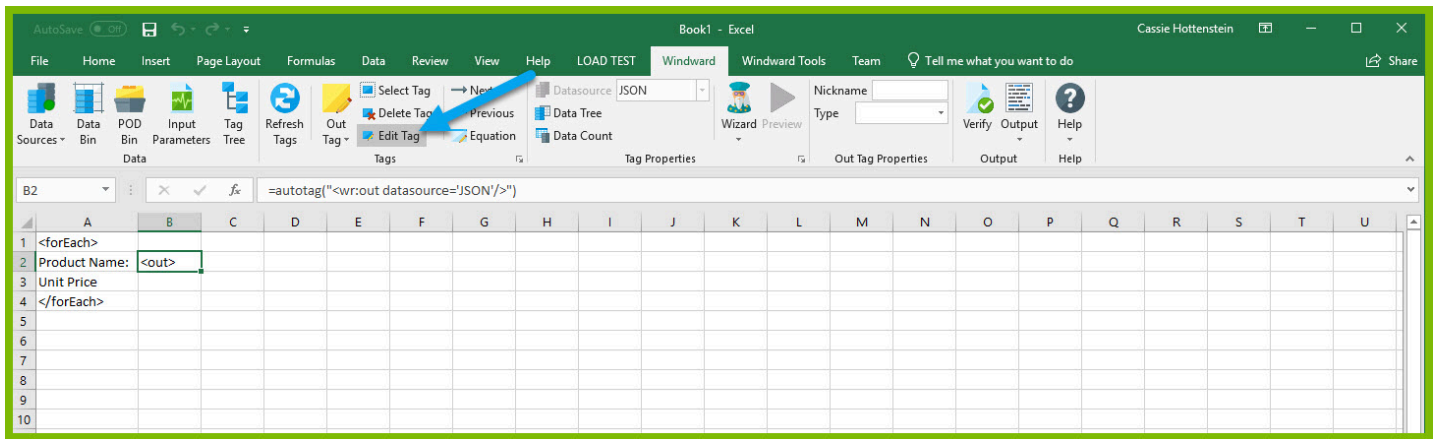 AutoSave Off Book1 - Excel Cassie Hottenstein
File Home Insert Page Layout Formulas Data Review View Help LOAD TEST Windward Windward Tools Team Tell me what you want to do Share
Select Tag Datasource JSON Nickname
Delete Tag Previous Data Tree Type
Edit Tag Equation Data Count
Data Sources Data Bin POD Bin Input Parameters Tag Tree Refresh Tags Out Tag Wizard Preview Verify Output Help
Data Tags Tag Properties Out Tag Properties Output Help
B2 fx =autotag("<wr:out datasource='JSON'/>")
A B C D E F G H I J K L M N O P Q R S T U
1 <forEach>
2 Product Name: <out>
3 Unit Price
4 </forEach>
5
6
7
8
9
10